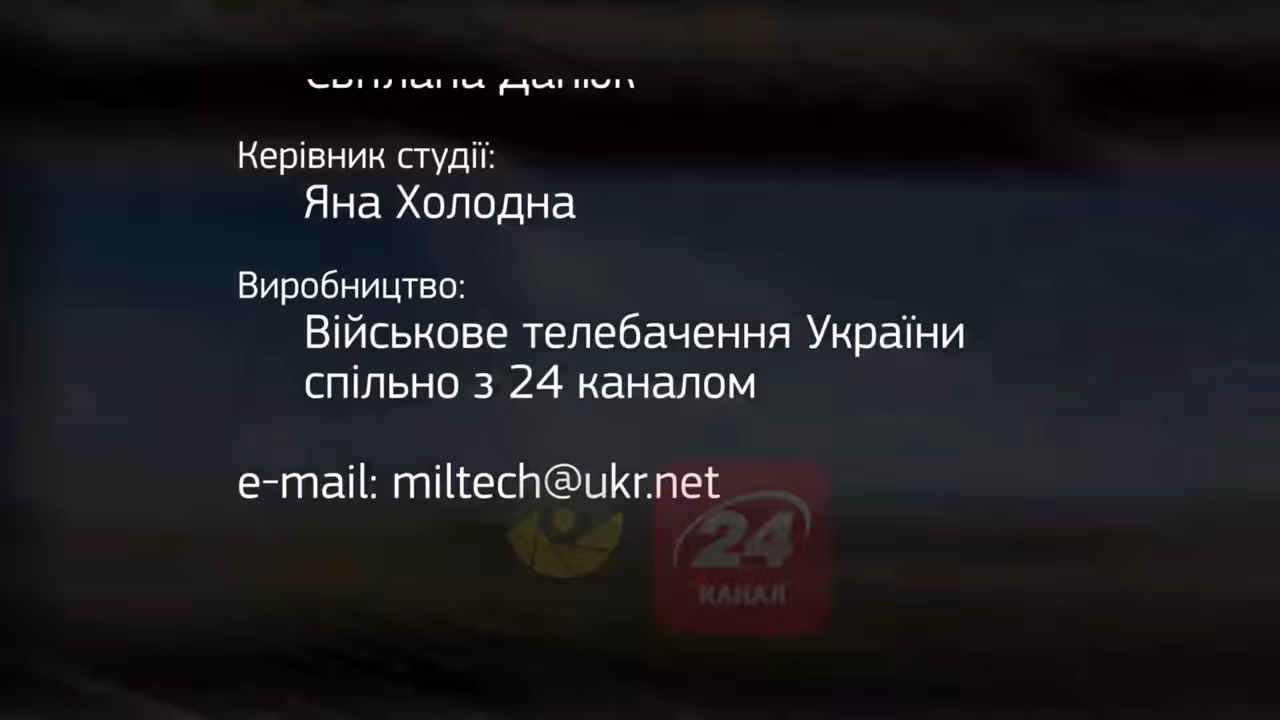 Керівник студії:
Яна Холодна
Виробництво:
Військове телебачення України
спільно з 24 каналом
e-mail: miltech@ukr.net
24
КАНАЛ